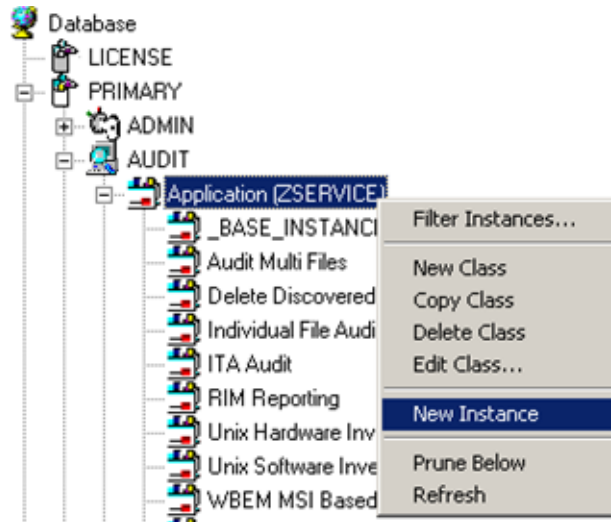 Database
LICENSE
PRIMARY
ADMIN
AUDIT
Application (ZSERVICE)
_BASE_INSTANC
Audit Multi Files
Delete Discovered
Individual File Audi
ITA Audit
RIM Reporting
Unix Hardware Inv
Unix Software Inve
WBEM MSI Based
Filter Instances...
New Class
Copy Class
Delete Class
Edit Class...
New Instance
Prune Below
Refresh